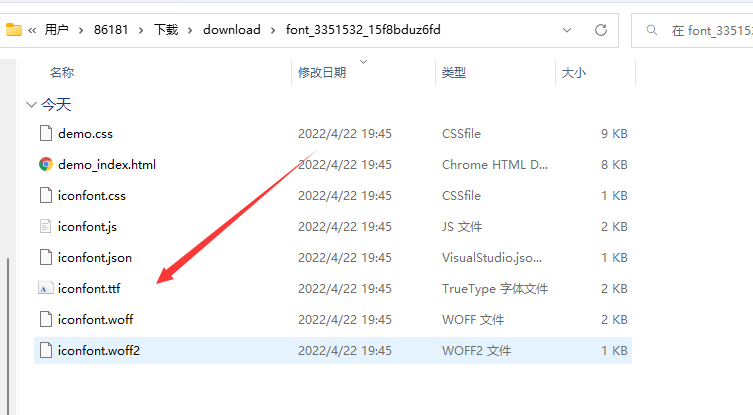 « 用户 > 86181 > 下载 > download > font_3351532_15f8bduz6fd
在 font_335153
名称 修改日期 类型 大小
今天
demo.css 2022/4/22 19:45 CSSfile 9 KB
demo_index.html 2022/4/22 19:45 Chrome HTML D... 8 KB
iconfont.css 2022/4/22 19:45 CSSfile 1 KB
iconfont.js 2022/4/22 19:45 JS 文件 2 KB
iconfont.json 2022/4/22 19:45 VisualStudio.jso... 1 KB
iconfont.ttf 2022/4/22 19:45 TrueType 字体文件 2 KB
iconfont.woff 2022/4/22 19:45 WOFF 文件 2 KB
iconfont.woff2 2022/4/22 19:45 WOFF2 文件 1 KB